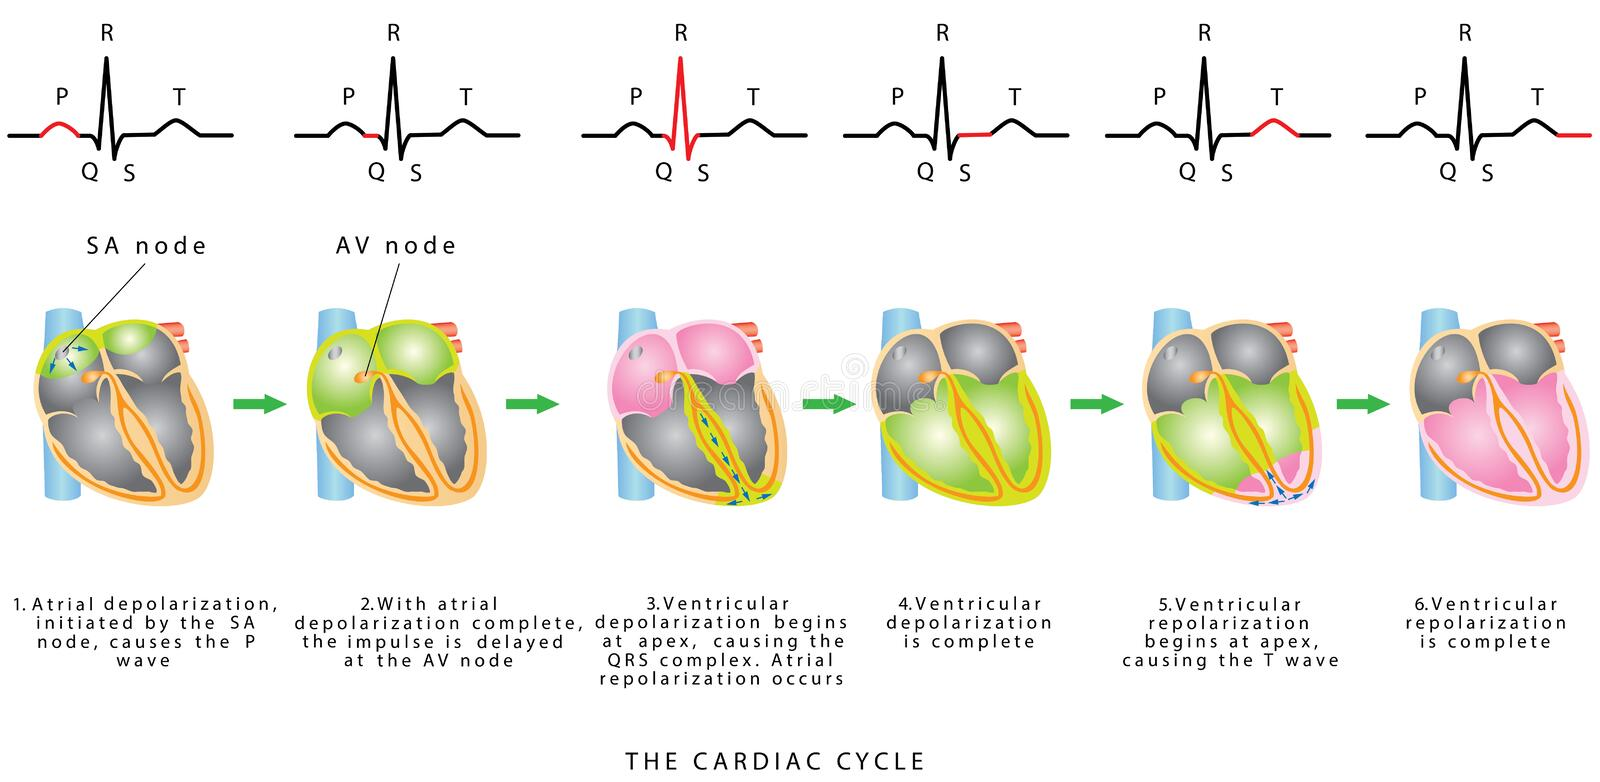 R R R R R R
P T P T P T P T P T P T
Q S Q S Q S Q S Q S Q S
SA node
AV node
1. Atrial depolarization,
initiated by the SA
node, causes the P
wave
2.With atrial
depolarization complete,
the impulse is delayed
at the AV node
3.Ventricular
depolarization begins
at apex, causing the
QRS complex. Atrial
repolarization occurs
4.Ventricular
depolarization
is complete
5.Ventricular
repolarization
begins at apex,
causing the T wave
6.Ventricular
repolarization
is complete
THE CARDIAC CYCLE
dreamstime.com